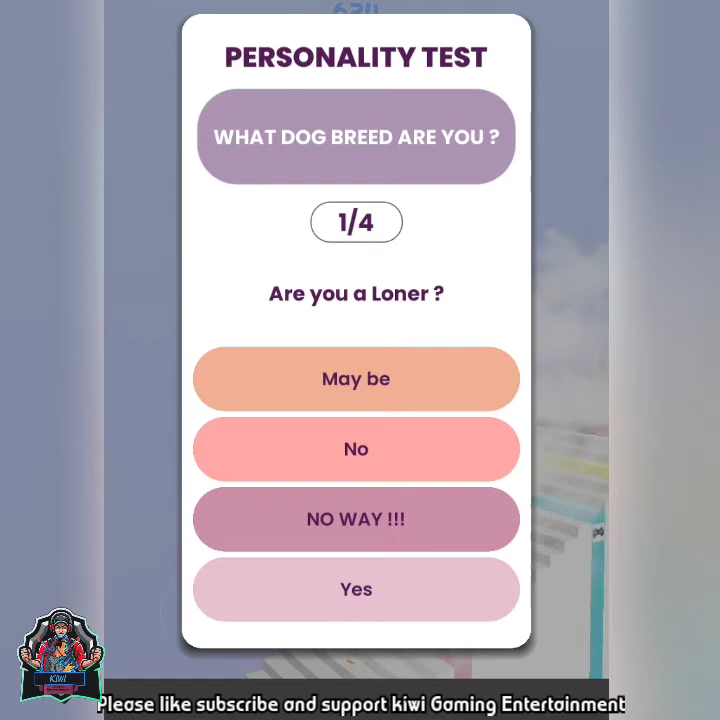 PERSONALITY TEST
WHAT DOG BREED ARE YOU ?
1/4
Are you a Loner ?
May be
No
NO WAY !!!
Yes
KIWI
Please like subscribe and support kiwi Gaming Entertainment